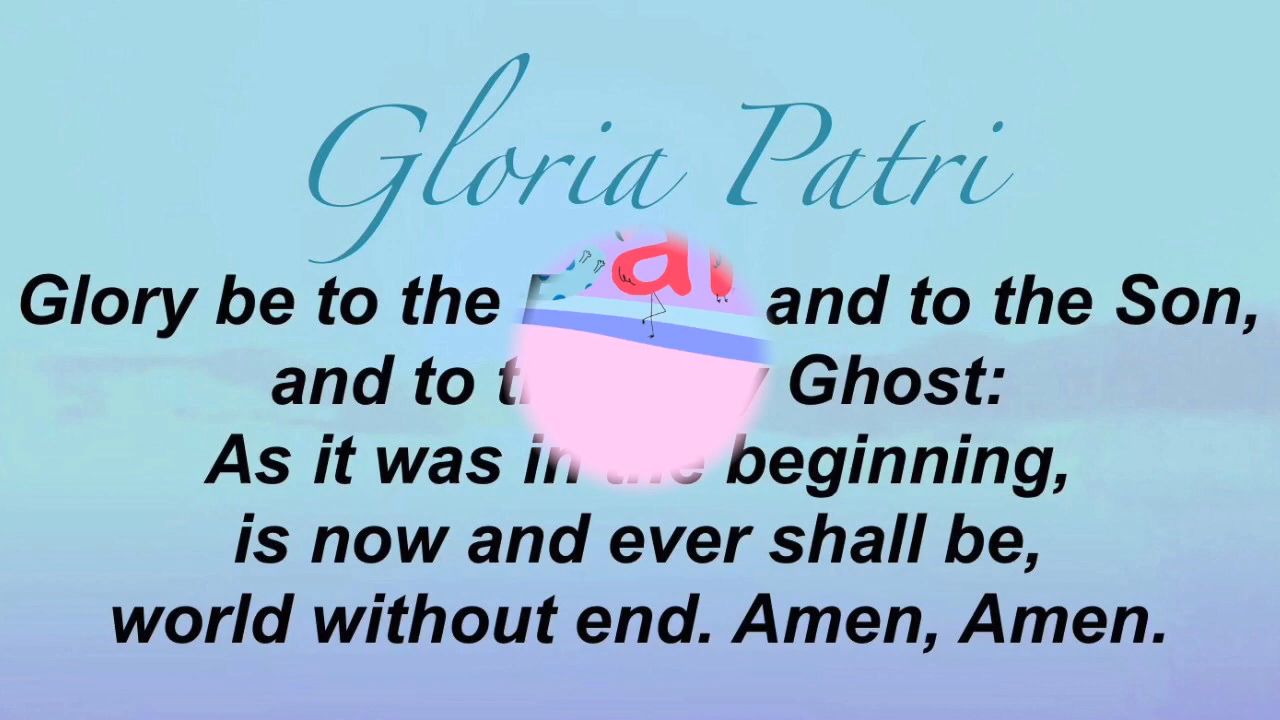 Gloria Patri
Glory be to the and to the Son,
and to Ghost:
As it was in the beginning,
is now and ever shall be,
world without end. Amen, Amen.